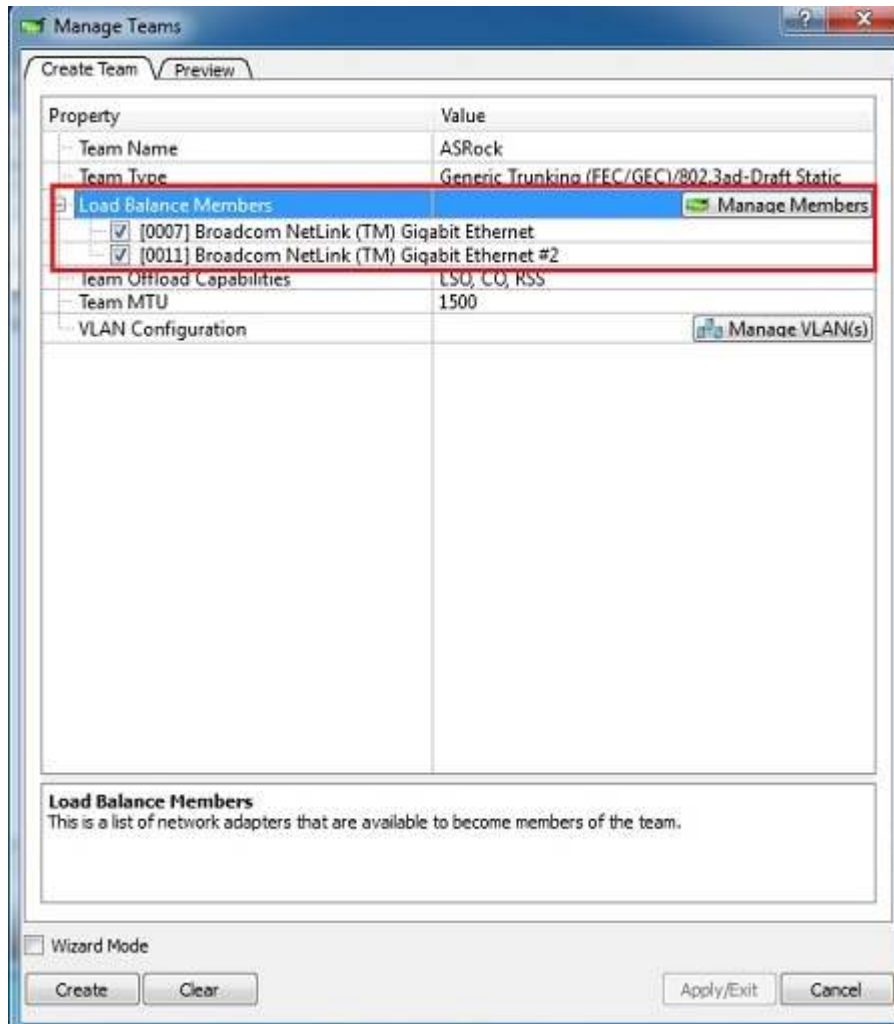 Manage Teams
Create Team
Preview
Property Value
Team Name ASRock
Team Type Generic Trunking (FEC/GEC)/802.3ad-Draft Static
Load Balance Members Manage Members
[0007] Broadcom NetLink (TM) Gigabit Ethernet
[0011] Broadcom NetLink (TM) Gigabit Ethernet #2
Team Offload Capabilities LSO, CO, RSS
Team MTU 1500
VLAN Configuration Manage VLAN(s)
Load Balance Members
This is a list of network adapters that are available to become members of the team.
Wizard Mode
Create Clear Apply/Exit Cancel